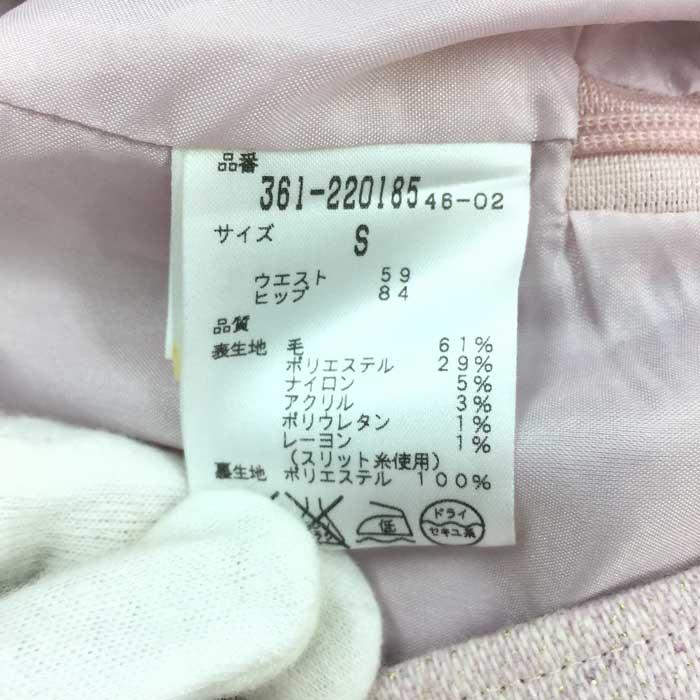 品番
361-220185 46-02
サイズ S
ウエスト 59
ヒップ 84
品質
表生地 毛 61%
ポリエステル 29%
ナイロン 5%
アクリル 3%
ポリウレタン 1%
レーヨン 1%
(スリット糸使用)
裏生地 ポリエステル 100%
低 ドライ
セキユ系